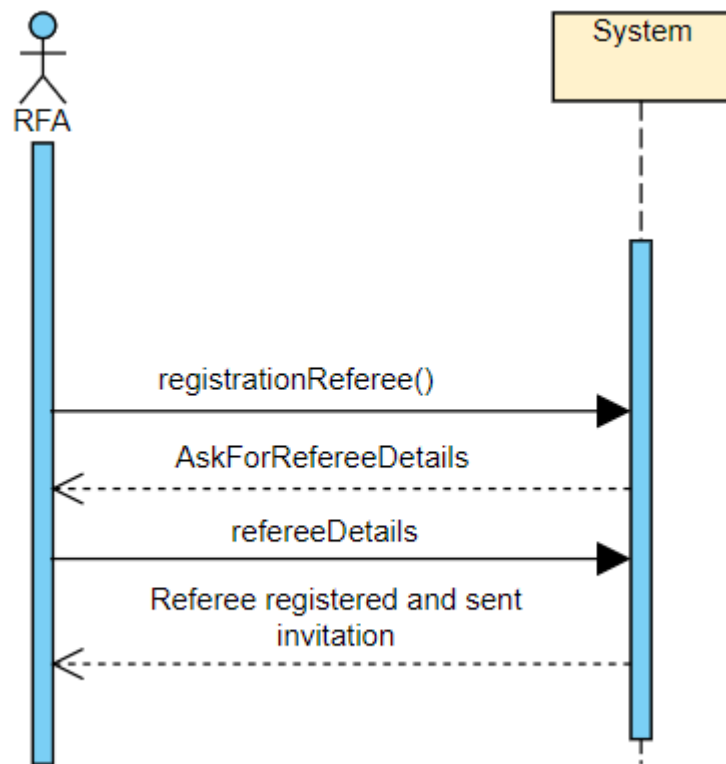 System
RFA
registrationReferee()
AskForRefereeDetails
refereeDetails
Referee registered and sent
invitation